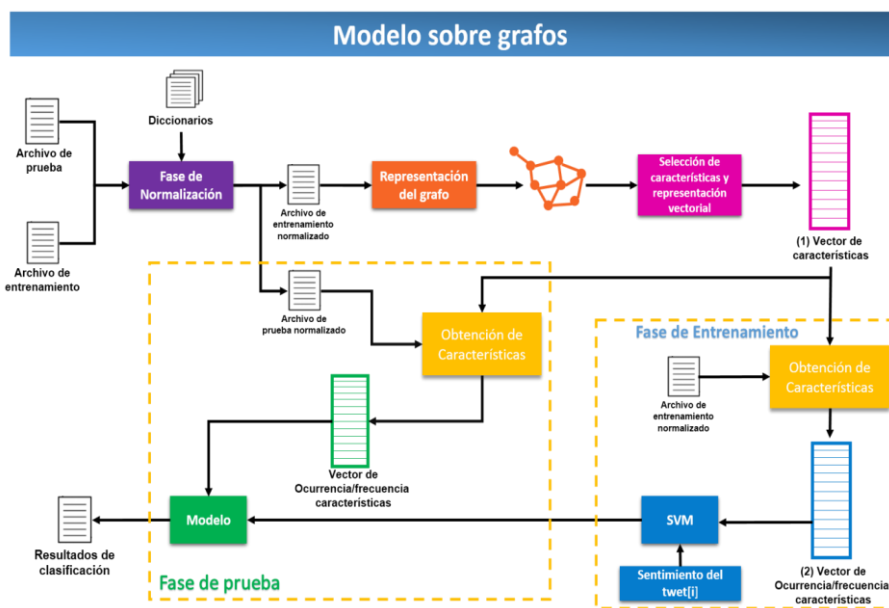 Modelo sobre grafos
Archivo de
prueba
Diccionarios
Fase de
Normalización
Archivo de
entrenamiento
Archivo de
entrenamiento
normalizado
Representación
del grafo
Selección de
características y
representación
vectorial
(1) Vector de
características
Archivo de
prueba normalizado
Obtención de
Características
Fase de Entrenamiento
Obtención de
Características
Archivo de
entrenamiento
normalizado
Vector de
Ocurrencia/frecuencia
características
Modelo
SVM
Resultados de
clasificación
Fase de prueba
Sentimiento del
twet[i]
(2) Vector de
Ocurrencia/frecuencia
características